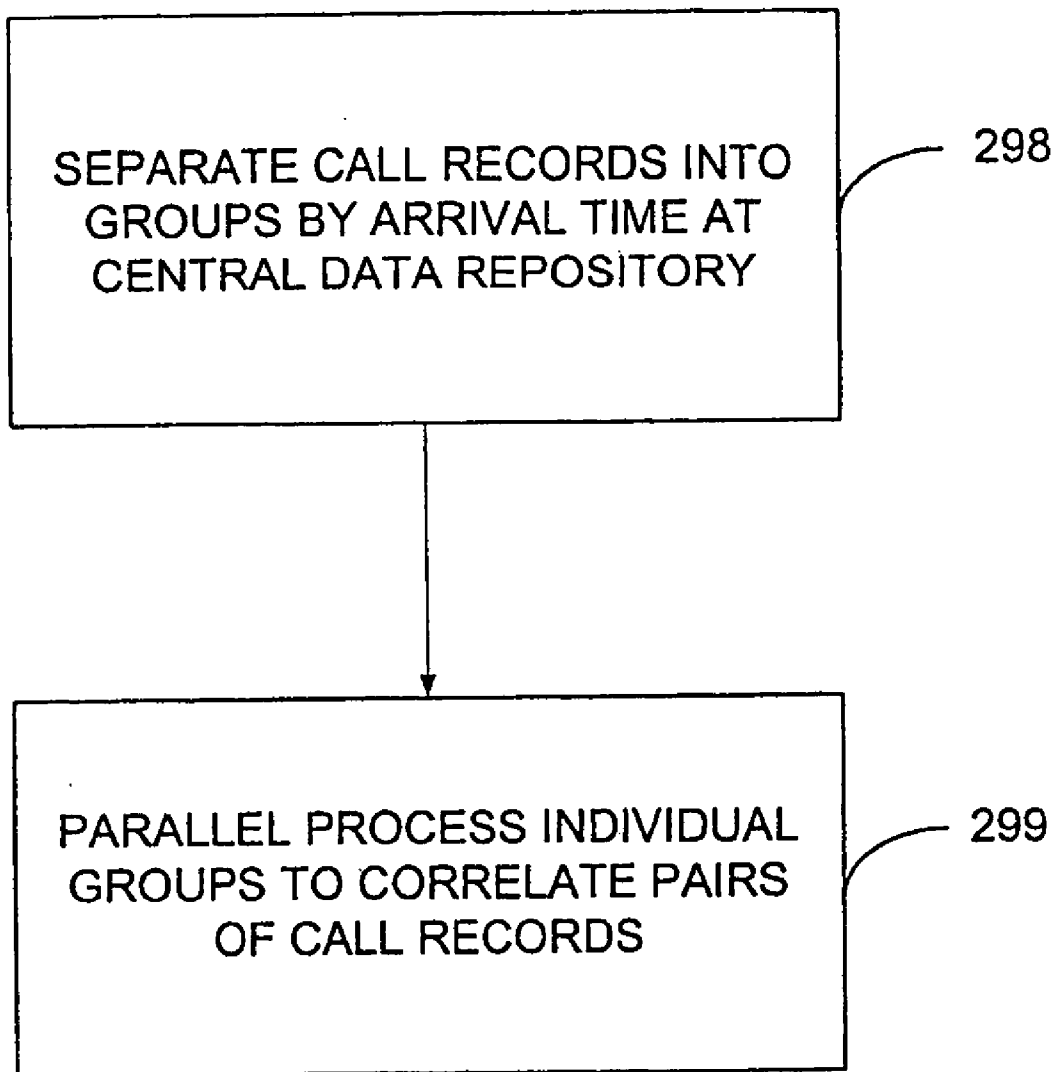 SEPARATE CALL RECORDS INTO
GROUPS BY ARRIVAL TIME AT
CENTRAL DATA REPOSITORY
298
PARALLEL PROCESS INDIVIDUAL
GROUPS TO CORRELATE PAIRS
OF CALL RECORDS
299